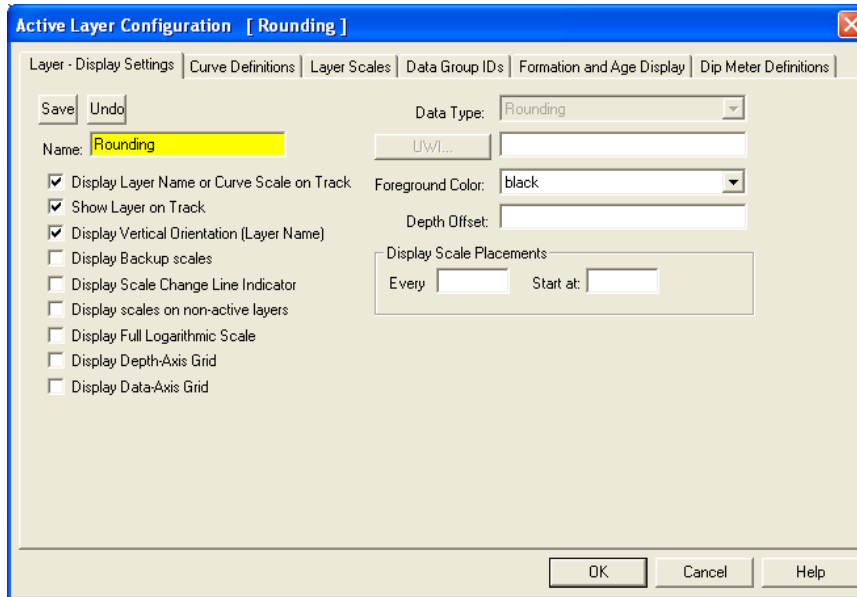 Active Layer Configuration [ Rounding ]
Layer - Display Settings Curve Definitions Layer Scales Data Group IDs Formation and Age Display Dip Meter Definitions
Save Undo
Name: Rounding
Display Layer Name or Curve Scale on Track
Show Layer on Track
Display Vertical Orientation (Layer Name)
Display Backup scales
Display Scale Change Line Indicator
Display scales on non-active layers
Display Full Logarithmic Scale
Display Depth-Axis Grid
Display Data-Axis Grid
Data Type: Rounding
UWI...
Foreground Color: black
Depth Offset:
Display Scale Placements
Every Start at:
OK Cancel Help